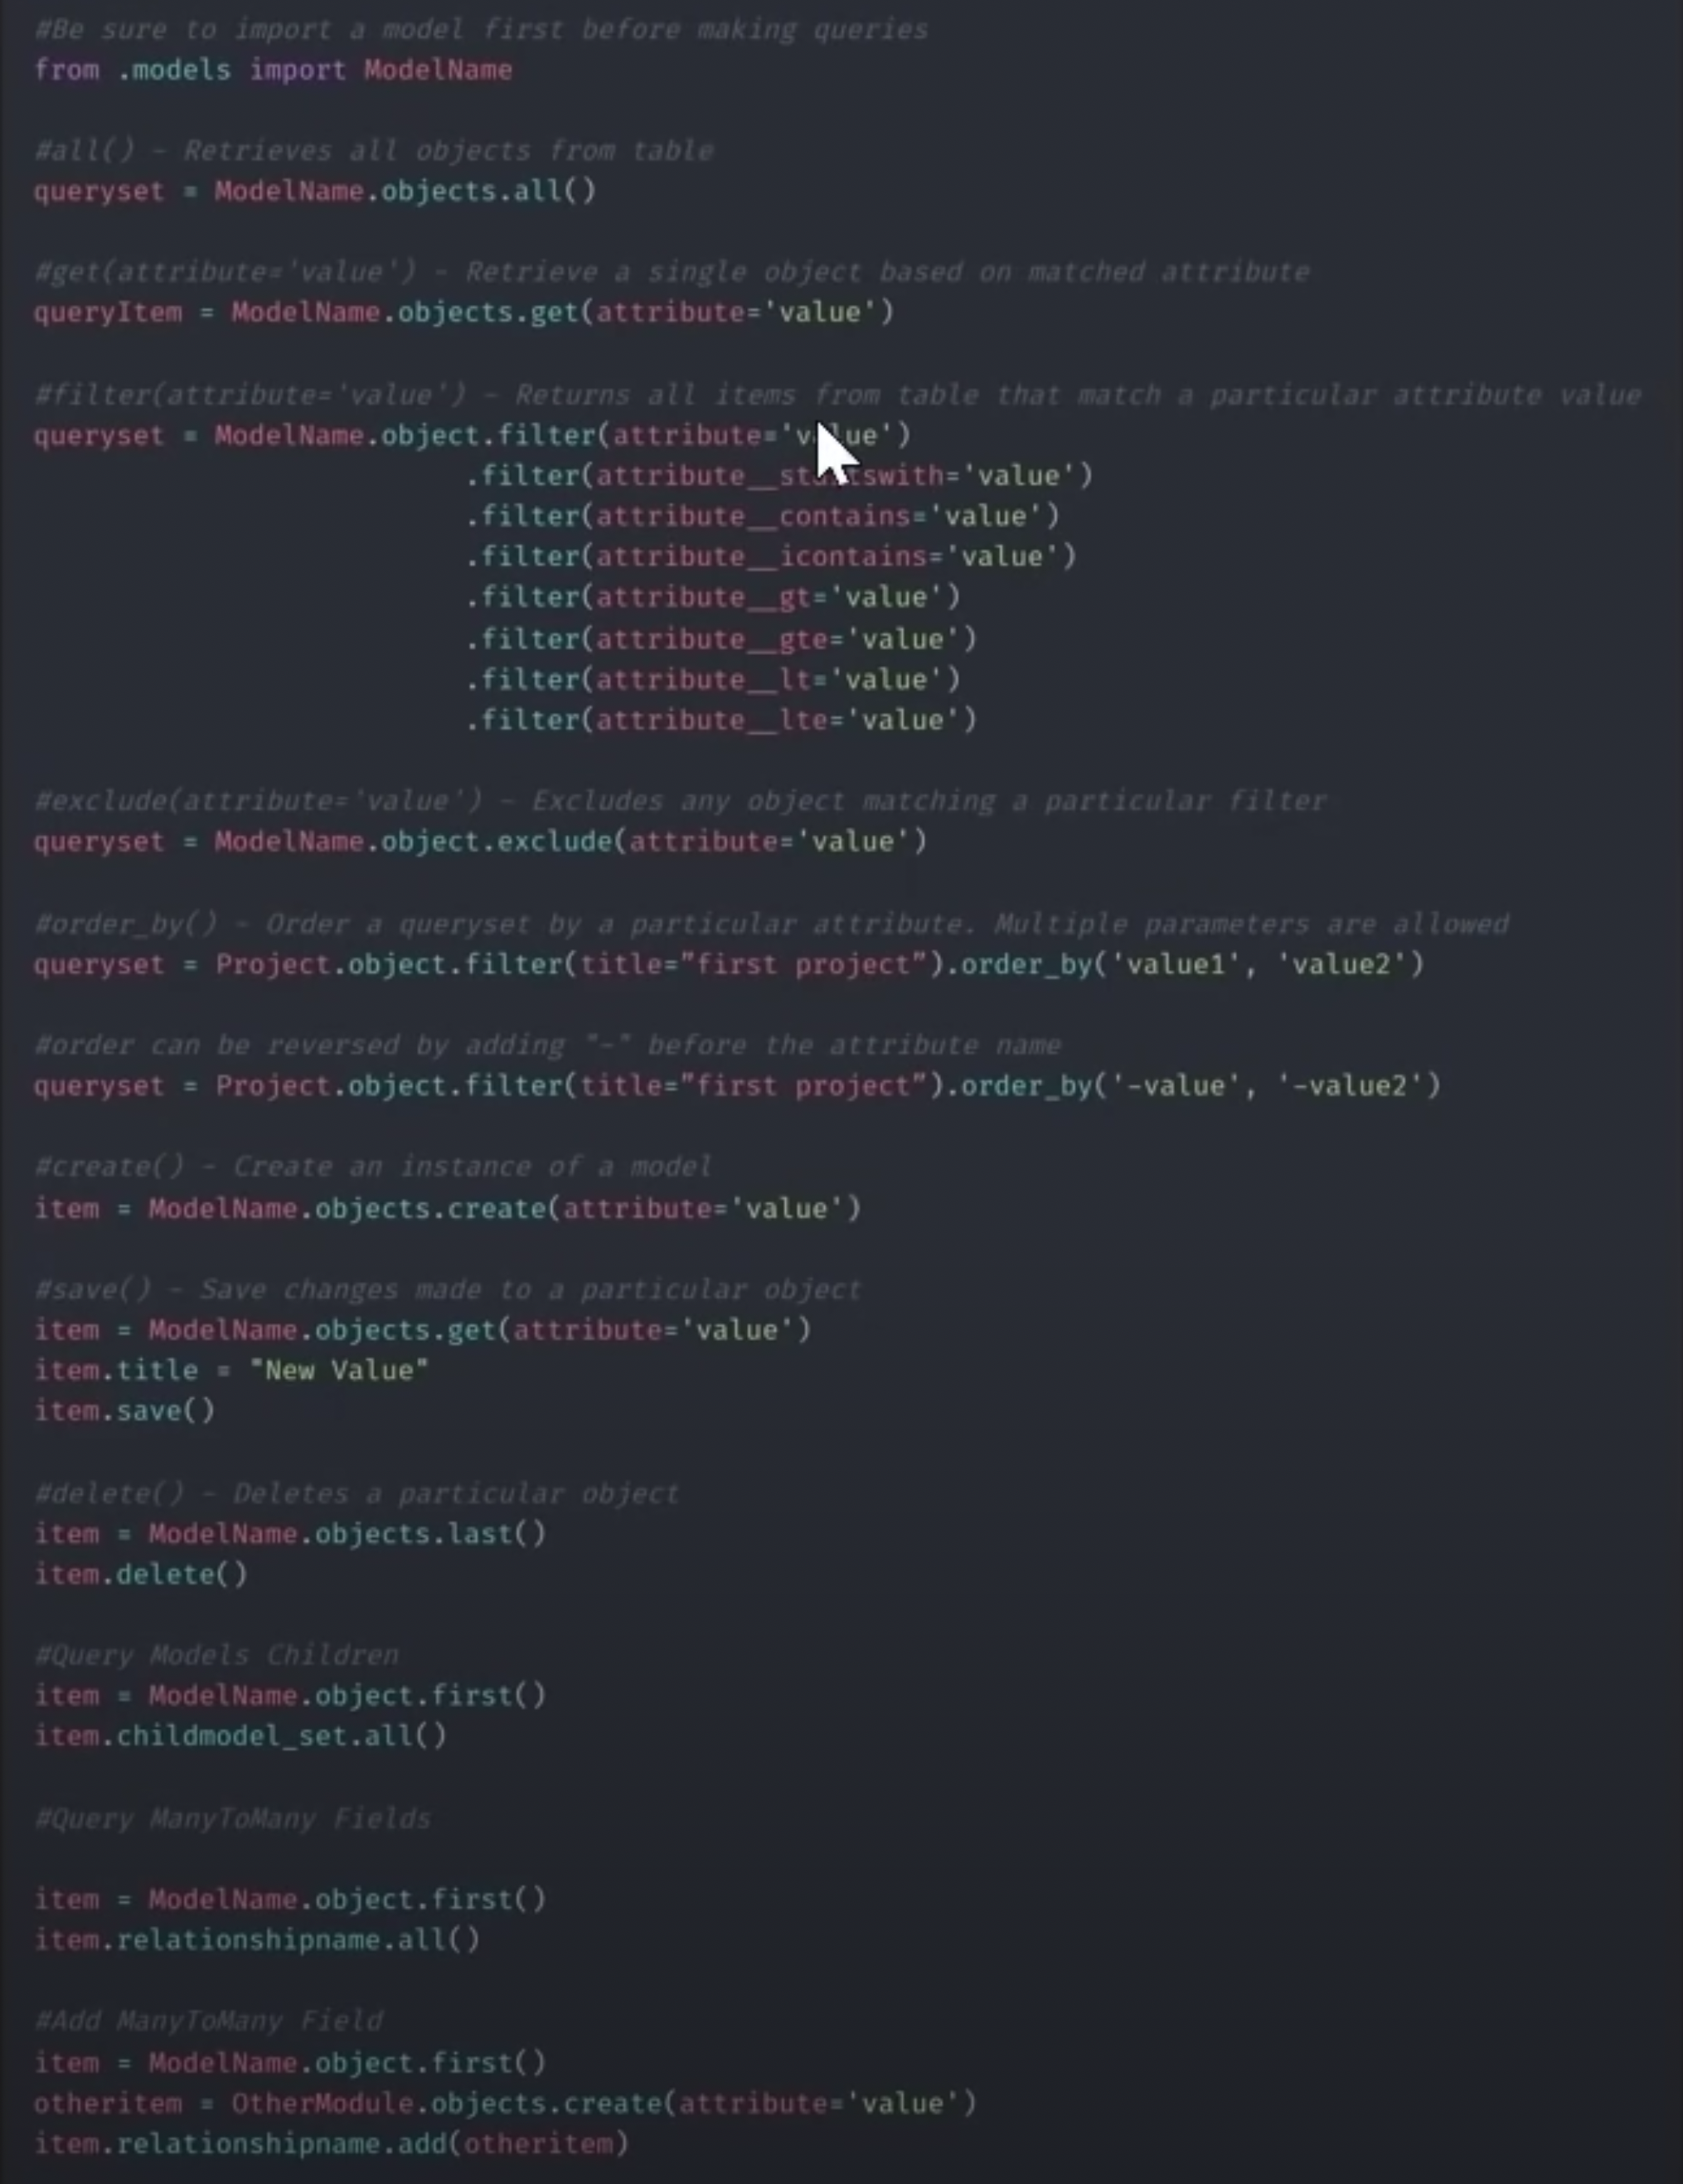 #Be sure to import a model first before making queries
from .models import ModelName
#all() - Retrieves all objects from table
queryset = ModelName.objects.all()
#get(attribute='value') - Retrieve a single object based on matched attribute
queryItem = ModelName.objects.get(attribute='value')
#filter(attribute='value') - Returns all items from table that match a particular attribute value
queryset = ModelName.object.filter(attribute='value')
.filter(attribute__startswith='value')
.filter(attribute__contains='value')
.filter(attribute__icontains='value')
.filter(attribute__gt='value')
.filter(attribute__gte='value')
.filter(attribute__lt='value')
.filter(attribute__lte='value')
#exclude(attribute='value') - Excludes any object matching a particular filter
queryset = ModelName.object.exclude(attribute='value')
#order_by() - Order a queryset by a particular attribute. Multiple parameters are allowed
queryset = Project.object.filter(title="first project").order_by('value1', 'value2')
#order can be reversed by adding "-" before the attribute name
queryset = Project.object.filter(title="first project").order_by('-value', '-value2')
#create() - Create an instance of a model
item = ModelName.objects.create(attribute='value')
#save() - Save changes made to a particular object
item = ModelName.objects.get(attribute='value')
item.title = "New Value"
item.save()
#delete() - Deletes a particular object
item = ModelName.objects.last()
item.delete()
#Query Models Children
item = ModelName.object.first()
item.childmodel_set.all()
#Query ManyToMany Fields
item = ModelName.object.first()
item.relationshipname.all()
#Add ManyToMany Field
item = ModelName.object.first()
otheritem = OtherModule.objects.create(attribute='value')
item.relationshipname.add(otheritem)